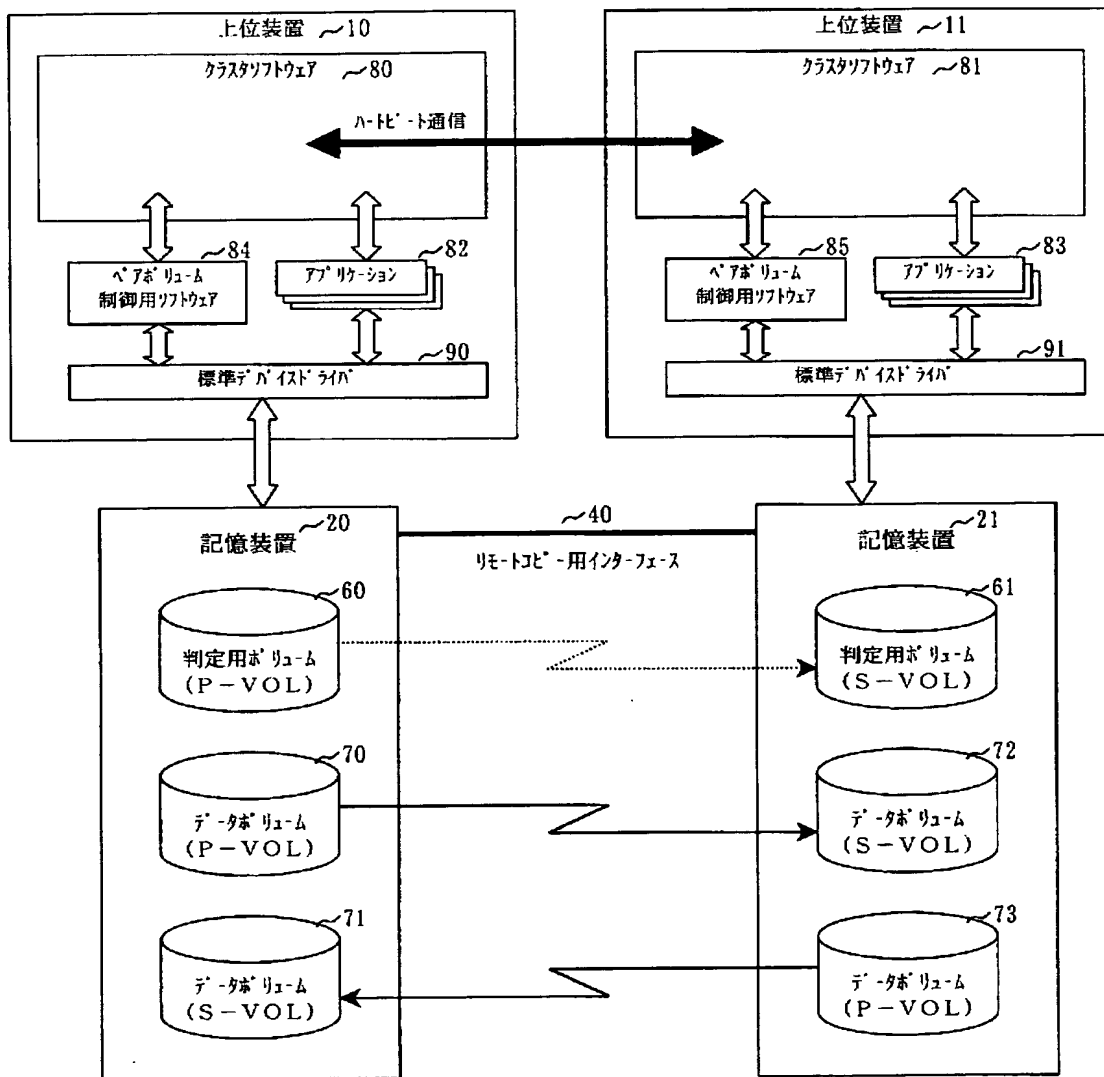 上位装置 ~10
クラスタソフトウェア ~80
ハートビート通信
~84
ペアボリューム
制御用ソフトウェア
~82
アプリケーション
~90
標準デバイスドライバ
上位装置 ~11
クラスタソフトウェア ~81
~85
ペアボリューム
制御用ソフトウェア
~83
アプリケーション
~91
標準デバイスドライバ
~20
記憶装置
~40
リモートコピー用インターフェース
~21
記憶装置
~60
判定用ボリューム
(P-VOL)
~61
判定用ボリューム
(S-VOL)
~70
データボリューム
(P-VOL)
~72
データボリューム
(S-VOL)
~71
データボリューム
(S-VOL)
~73
データボリューム
(P-VOL)